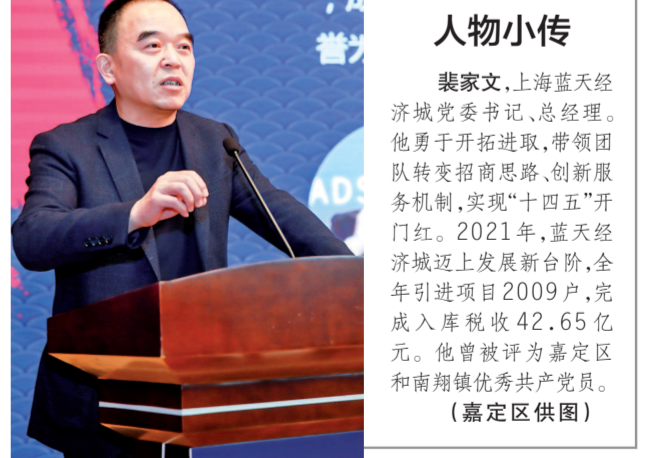 誉为
ADS
人物小传
裴家文,上海蓝天经
济城党委书记、总经理。
他勇于开拓进取,带领团
队转变招商思路、创新服
务机制,实现“十四五”开
门红。2021年,蓝天经
济城迈上发展新台阶,全
年引进项目2009户,完
成入库税收42.65亿
元。他曾被评为嘉定区
和南翔镇优秀共产党员。
(嘉定区供图)